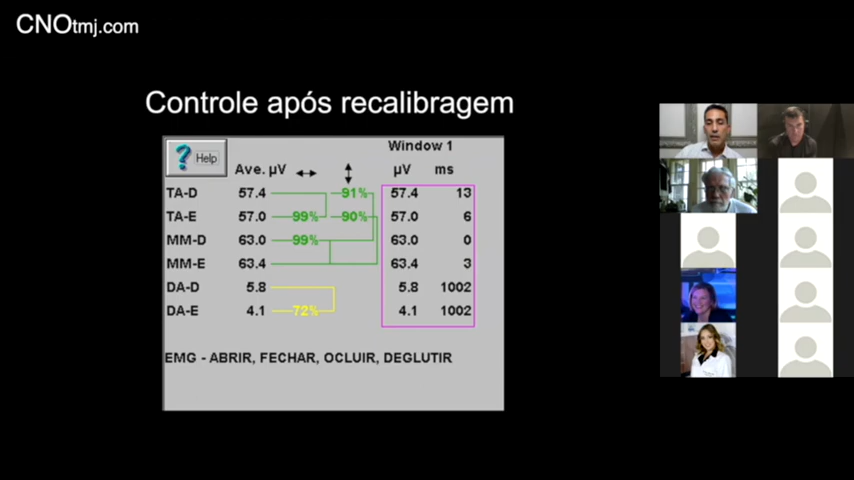 CNOtmj.com
Controle após recalibragem
Help
Window 1
Ave. µV µV ms
TA-D 57.4 91% 57.4 13
TA-E 57.0 99% 90% 57.0 6
MM-D 63.0 99% 63.0 0
MM-E 63.4 63.4 3
DA-D 5.8 5.8 1002
DA-E 4.1 72% 4.1 1002
EMG - ABRIR, FECHAR, OCLUIR, DEGLUTIR